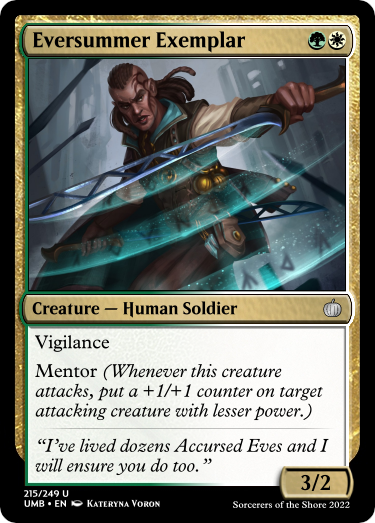 Eversummer Exemplar
Creature — Human Soldier
Vigilance
Mentor (Whenever this creature
attacks, put a +1/+1 counter on target
attacking creature with lesser power.)
“I’ve lived dozens Accursed Eves and I
will ensure you do too.”
3/2
215/249 U
UMB • EN Kateryna Voron
Sorcerers of the Shore 2022